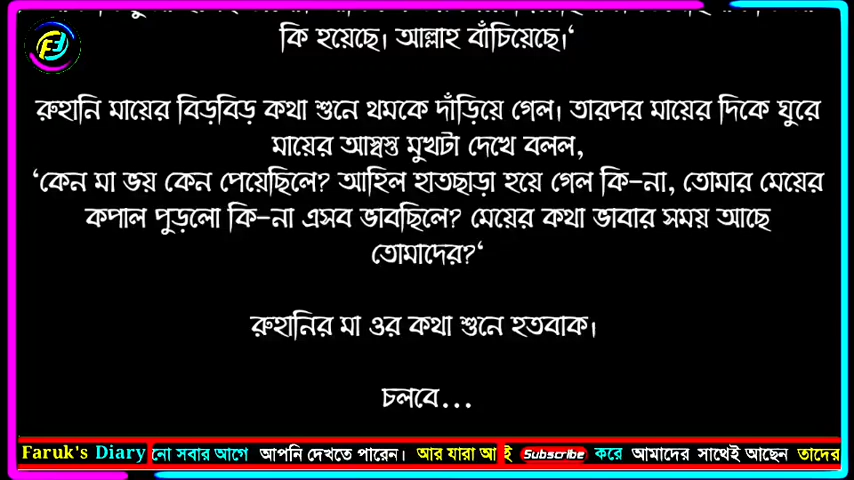 কি হয়েছে। আল্লাহ বাঁচিয়েছে।‘
রুহানি মায়ের বিড়বিড় কথা শুনে থমকে দাঁড়িয়ে গেল। তারপর মায়ের দিকে ঘুরে
মায়ের আস্বস্ত মুখটা দেখে বলল,
‘কেন মা ভয় কেন পেয়েছিলে? আহিল হাতছাড়া হয়ে গেল কি-না, তোমার মেয়ের
কপাল পুড়লো কি-না এসব ভাবছিলে? মেয়ের কথা ভাবার সময় আছে
তোমাদের?‘
রুহানির মা ওর কথা শুনে হতবাক।
চলবে...
Faruk's Diary নো সবার আগে আপনি দেখতে পারেন। আর যারা Subscribe করে আমাদের সাথেই আছেন তাদের